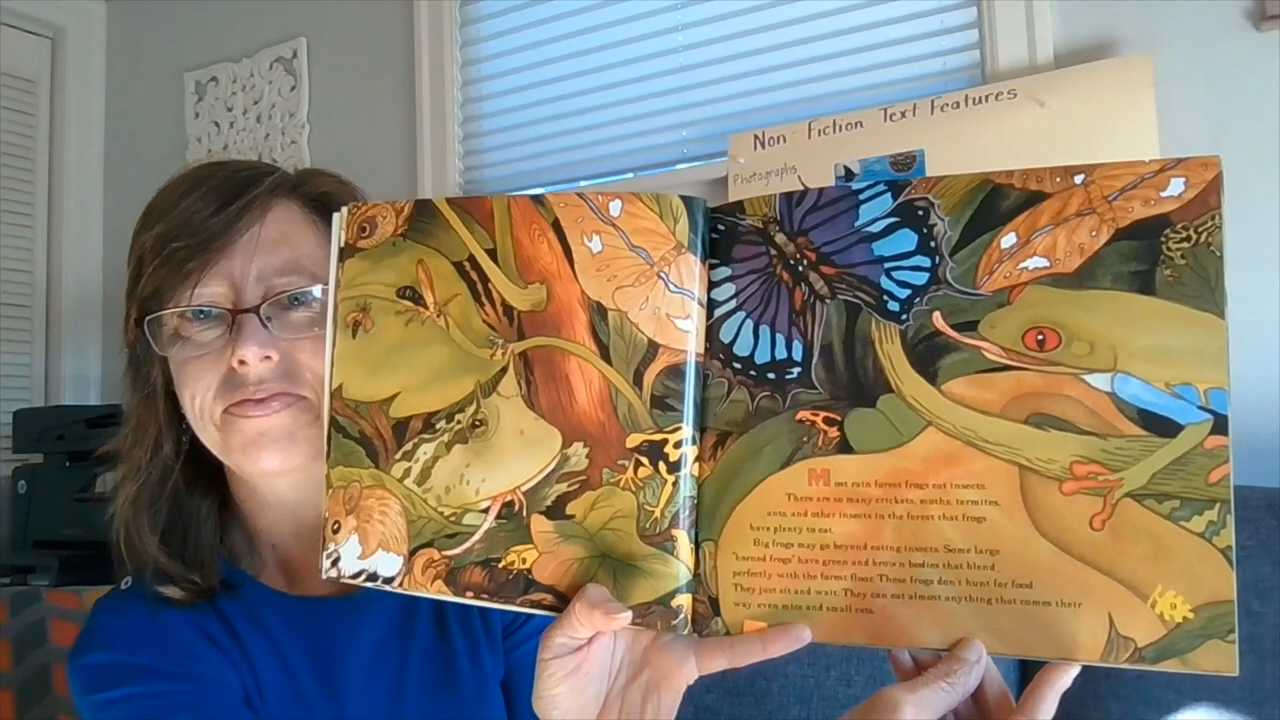 Non-Fiction Text Features
Photographs
Most rain forest frogs eat insects.
There are so many crickets, moths, termites,
ants, and other insects in the forest that frogs
have plenty to eat.
Big frogs may go beyond eating insects. Some large
"horned frogs" have green and brown bodies that blend
perfectly with the forest floor. These frogs don't hunt for food.
They just sit and wait. They can eat almost anything that comes their
way, even mice and small rats.
9